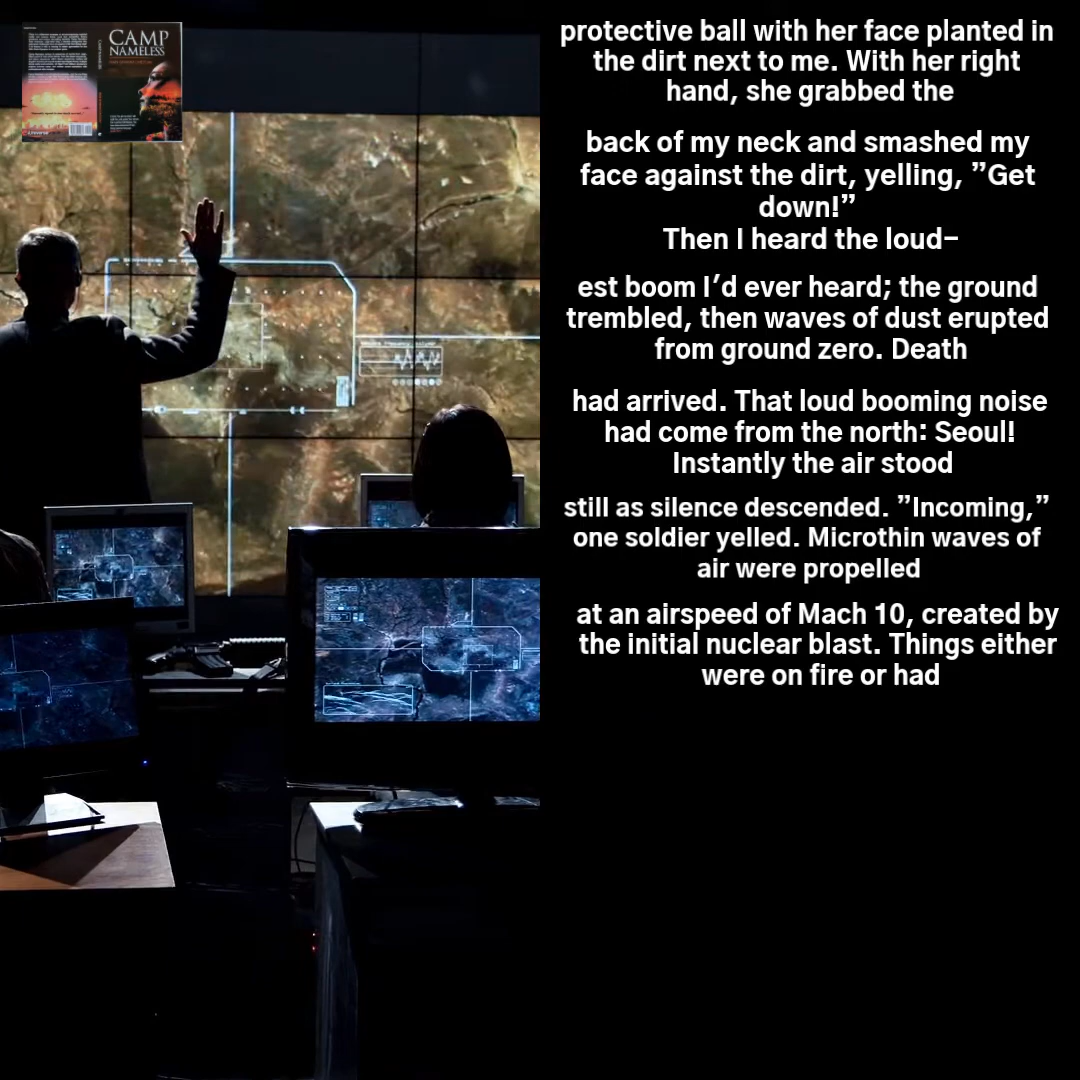 CAMP
NAMELESS
protective ball with her face planted in
the dirt next to me. With her right
hand, she grabbed the
back of my neck and smashed my
face against the dirt, yelling, ”Get
down!”
Then I heard the loud-
est boom I'd ever heard; the ground
trembled, then waves of dust erupted
from ground zero. Death
had arrived. That loud booming noise
had come from the north: Seoul!
Instantly the air stood
still as silence descended. ”Incoming,”
one soldier yelled. Microthin waves of
air were propelled
at an airspeed of Mach 10, created by
the initial nuclear blast. Things either
were on fire or had